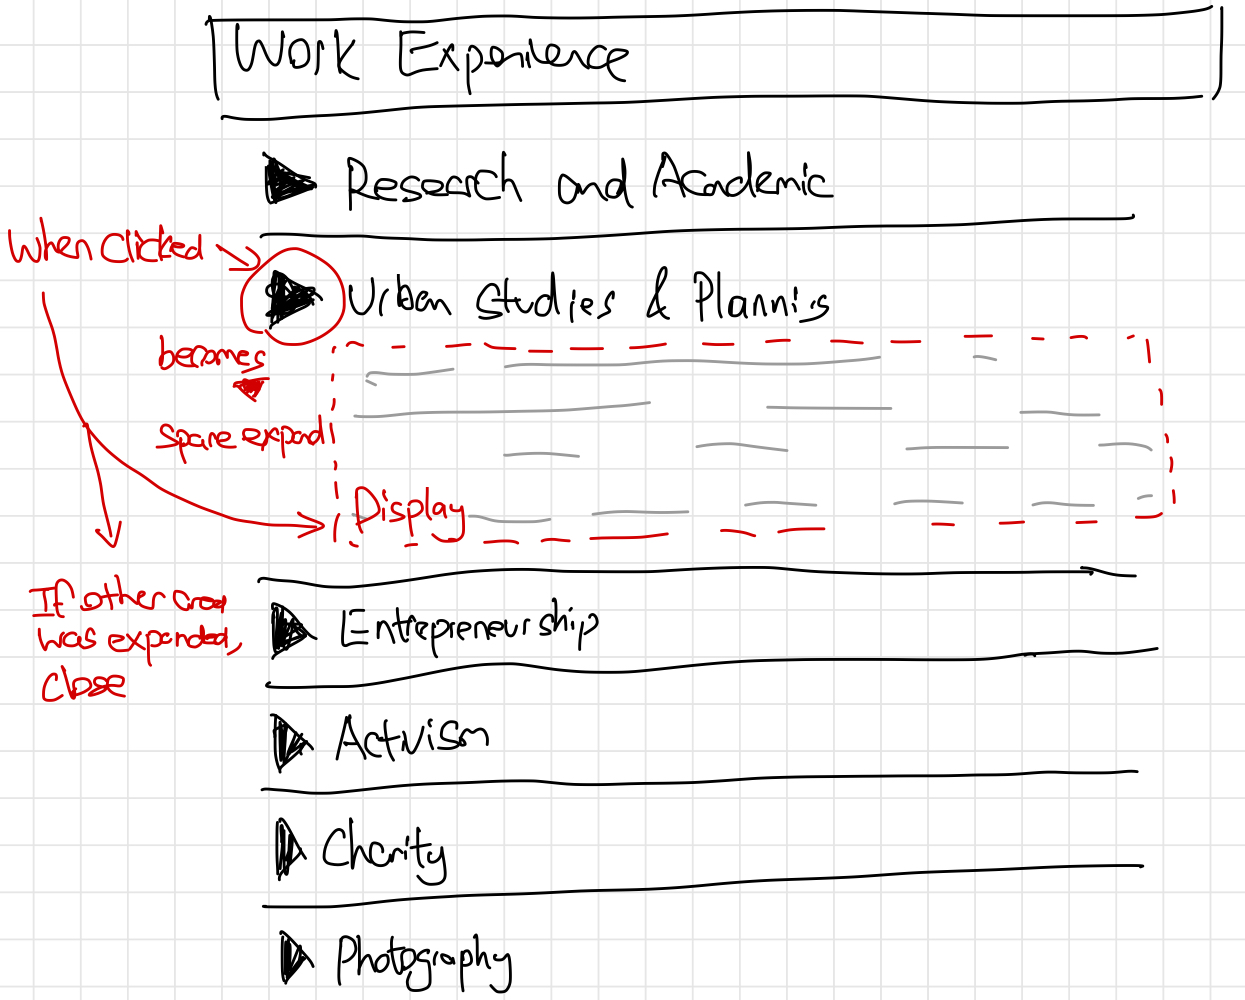 Work Experience
Research and Academic
When Clicked
Urban Studies & Planning
becomes
Space expand
Display
If other area
was expanded,
close
Entrepreneurship
Activism
Charity
Photography